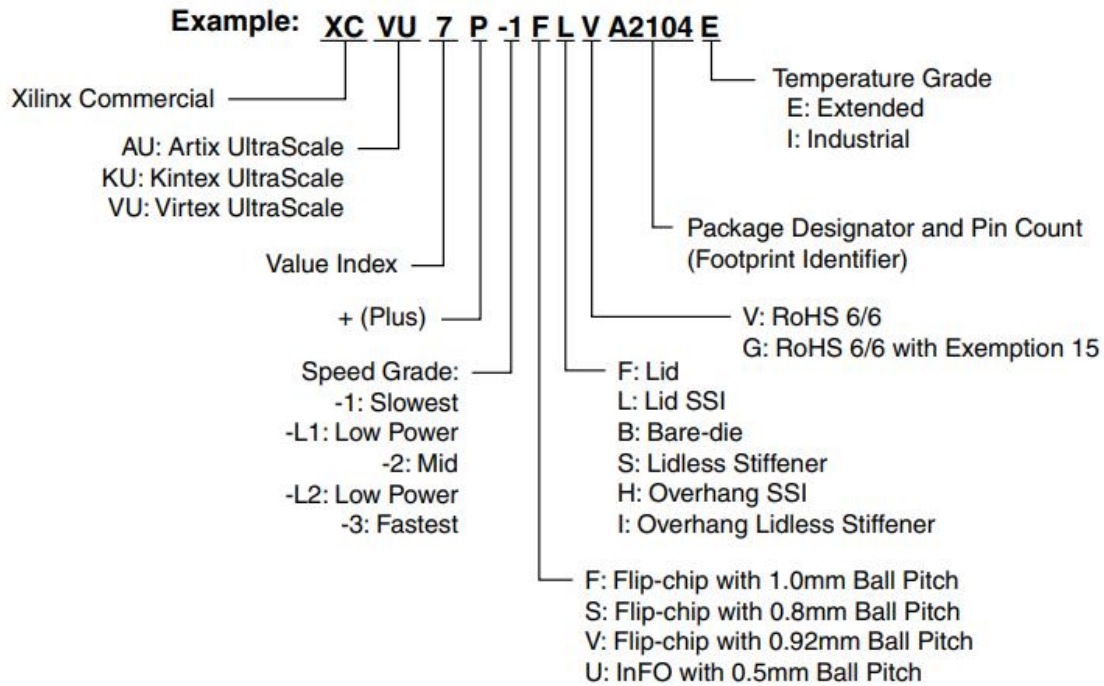 Example: XC VU 7 P -1 F L V A2104 E
Temperature Grade
E: Extended
I: Industrial
Xilinx Commercial
AU: Artix UltraScale
KU: Kintex UltraScale
VU: Virtex UltraScale
Package Designator and Pin Count
(Footprint Identifier)
Value Index
+ (Plus)
V: RoHS 6/6
G: RoHS 6/6 with Exemption 15
Speed Grade:
-1: Slowest
-L1: Low Power
-2: Mid
-L2: Low Power
-3: Fastest
F: Lid
L: Lid SSI
B: Bare-die
S: Lidless Stiffener
H: Overhang SSI
I: Overhang Lidless Stiffener
F: Flip-chip with 1.0mm Ball Pitch
S: Flip-chip with 0.8mm Ball Pitch
V: Flip-chip with 0.92mm Ball Pitch
U: InFO with 0.5mm Ball Pitch